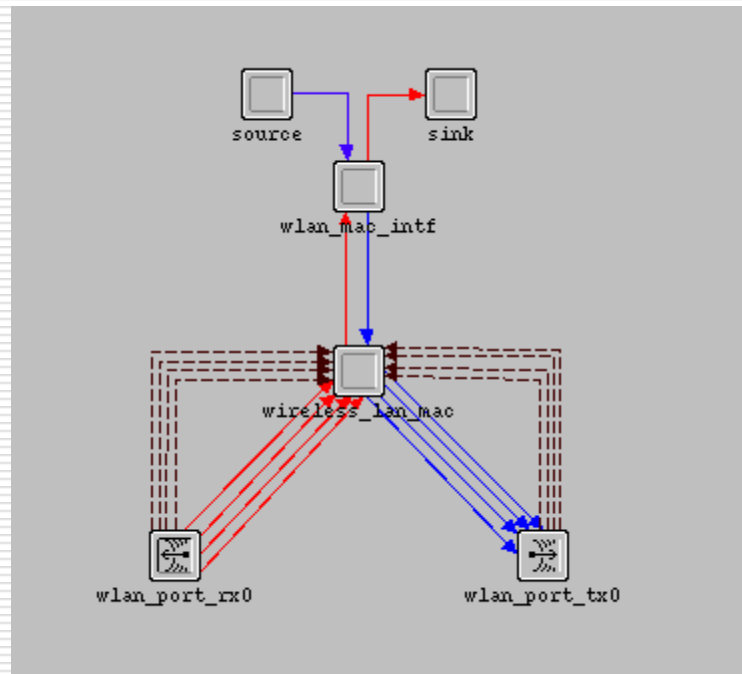 source
sink
wlan_mac_intf
wireless_lan_mac
wlan_port_rx0
wlan_port_tx0